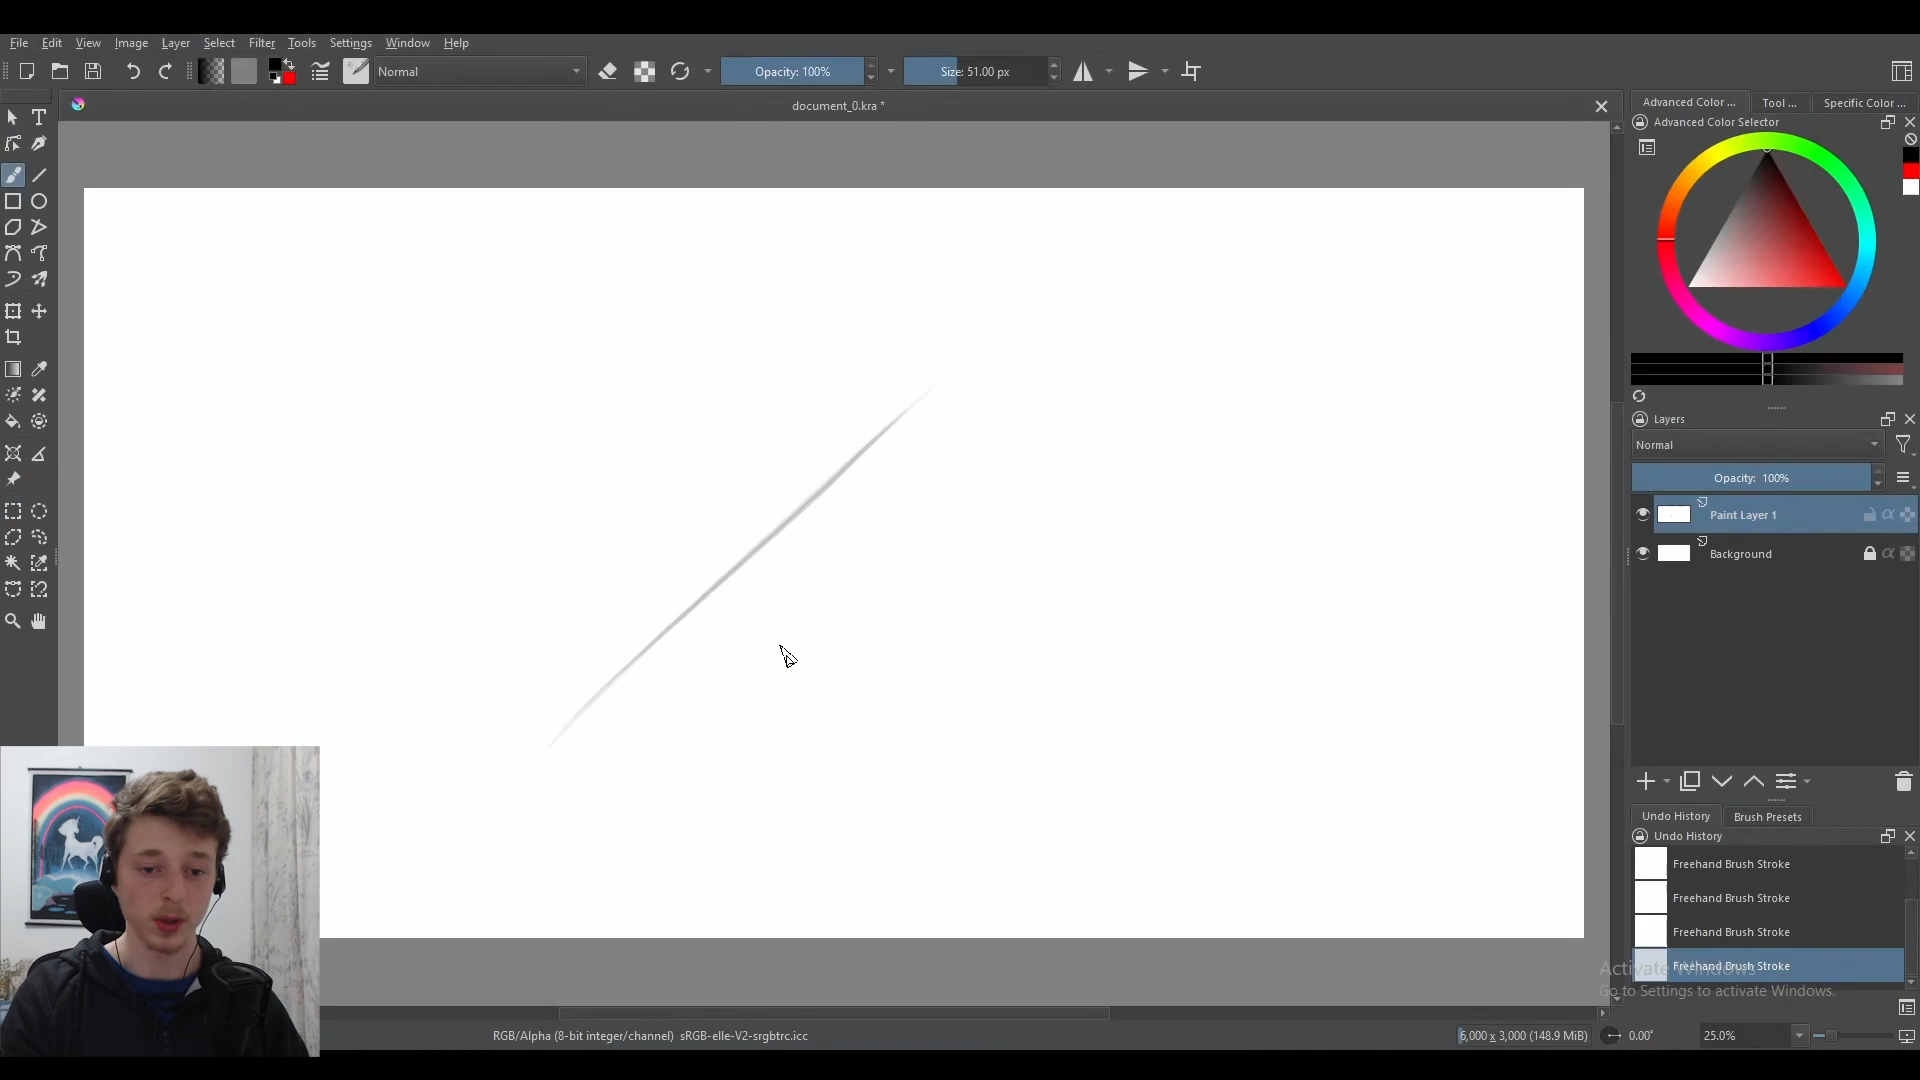 File Edit View Image Layer Select Filter Tools Settings Window Help
Normal
Opacity: 100%
Size: 51.00 px
document_0.kra *
Advanced Color ... Tool ... Specific Color ...
Advanced Color Selector
Layers
Normal
Opacity: 100%
Paint Layer 1
Background
Undo History Brush Presets
Undo History
Freehand Brush Stroke
Freehand Brush Stroke
Freehand Brush Stroke
Freehand Brush Stroke
Activate Windows
Go to Settings to activate Windows.
RGB/Alpha (8-bit integer/channel) sRGB-elle-V2-srgbtrc.icc
6,000 x 3,000 (148.9 MiB)
0.00°
25.0%